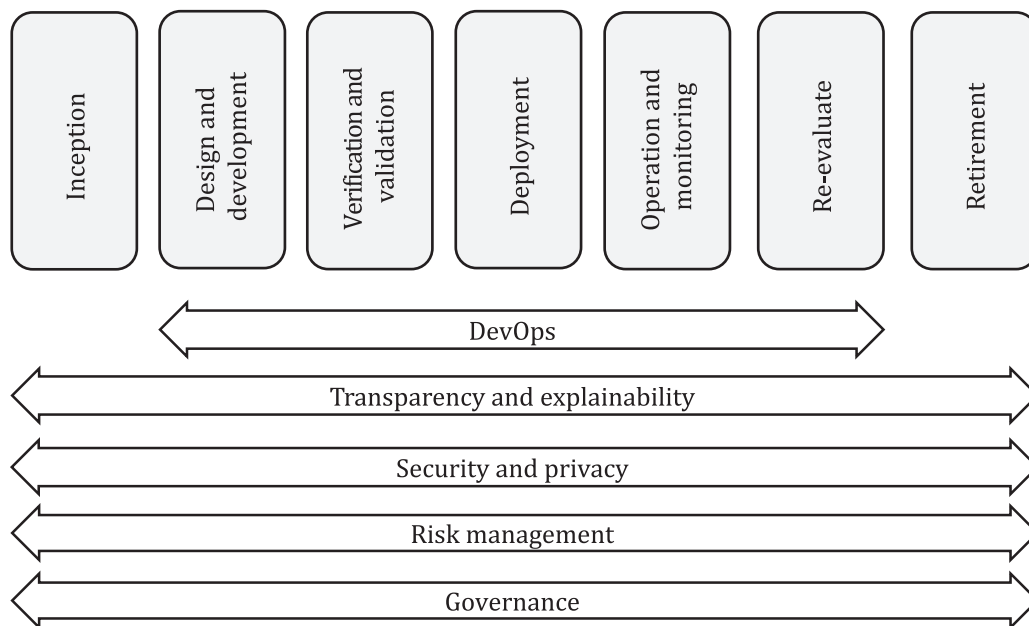 Inception
Design and
development
Verification and
validation
Deployment
Operation and
monitoring
Re-evaluate
Retirement
DevOps
Transparency and explainability
Security and privacy
Risk management
Governance